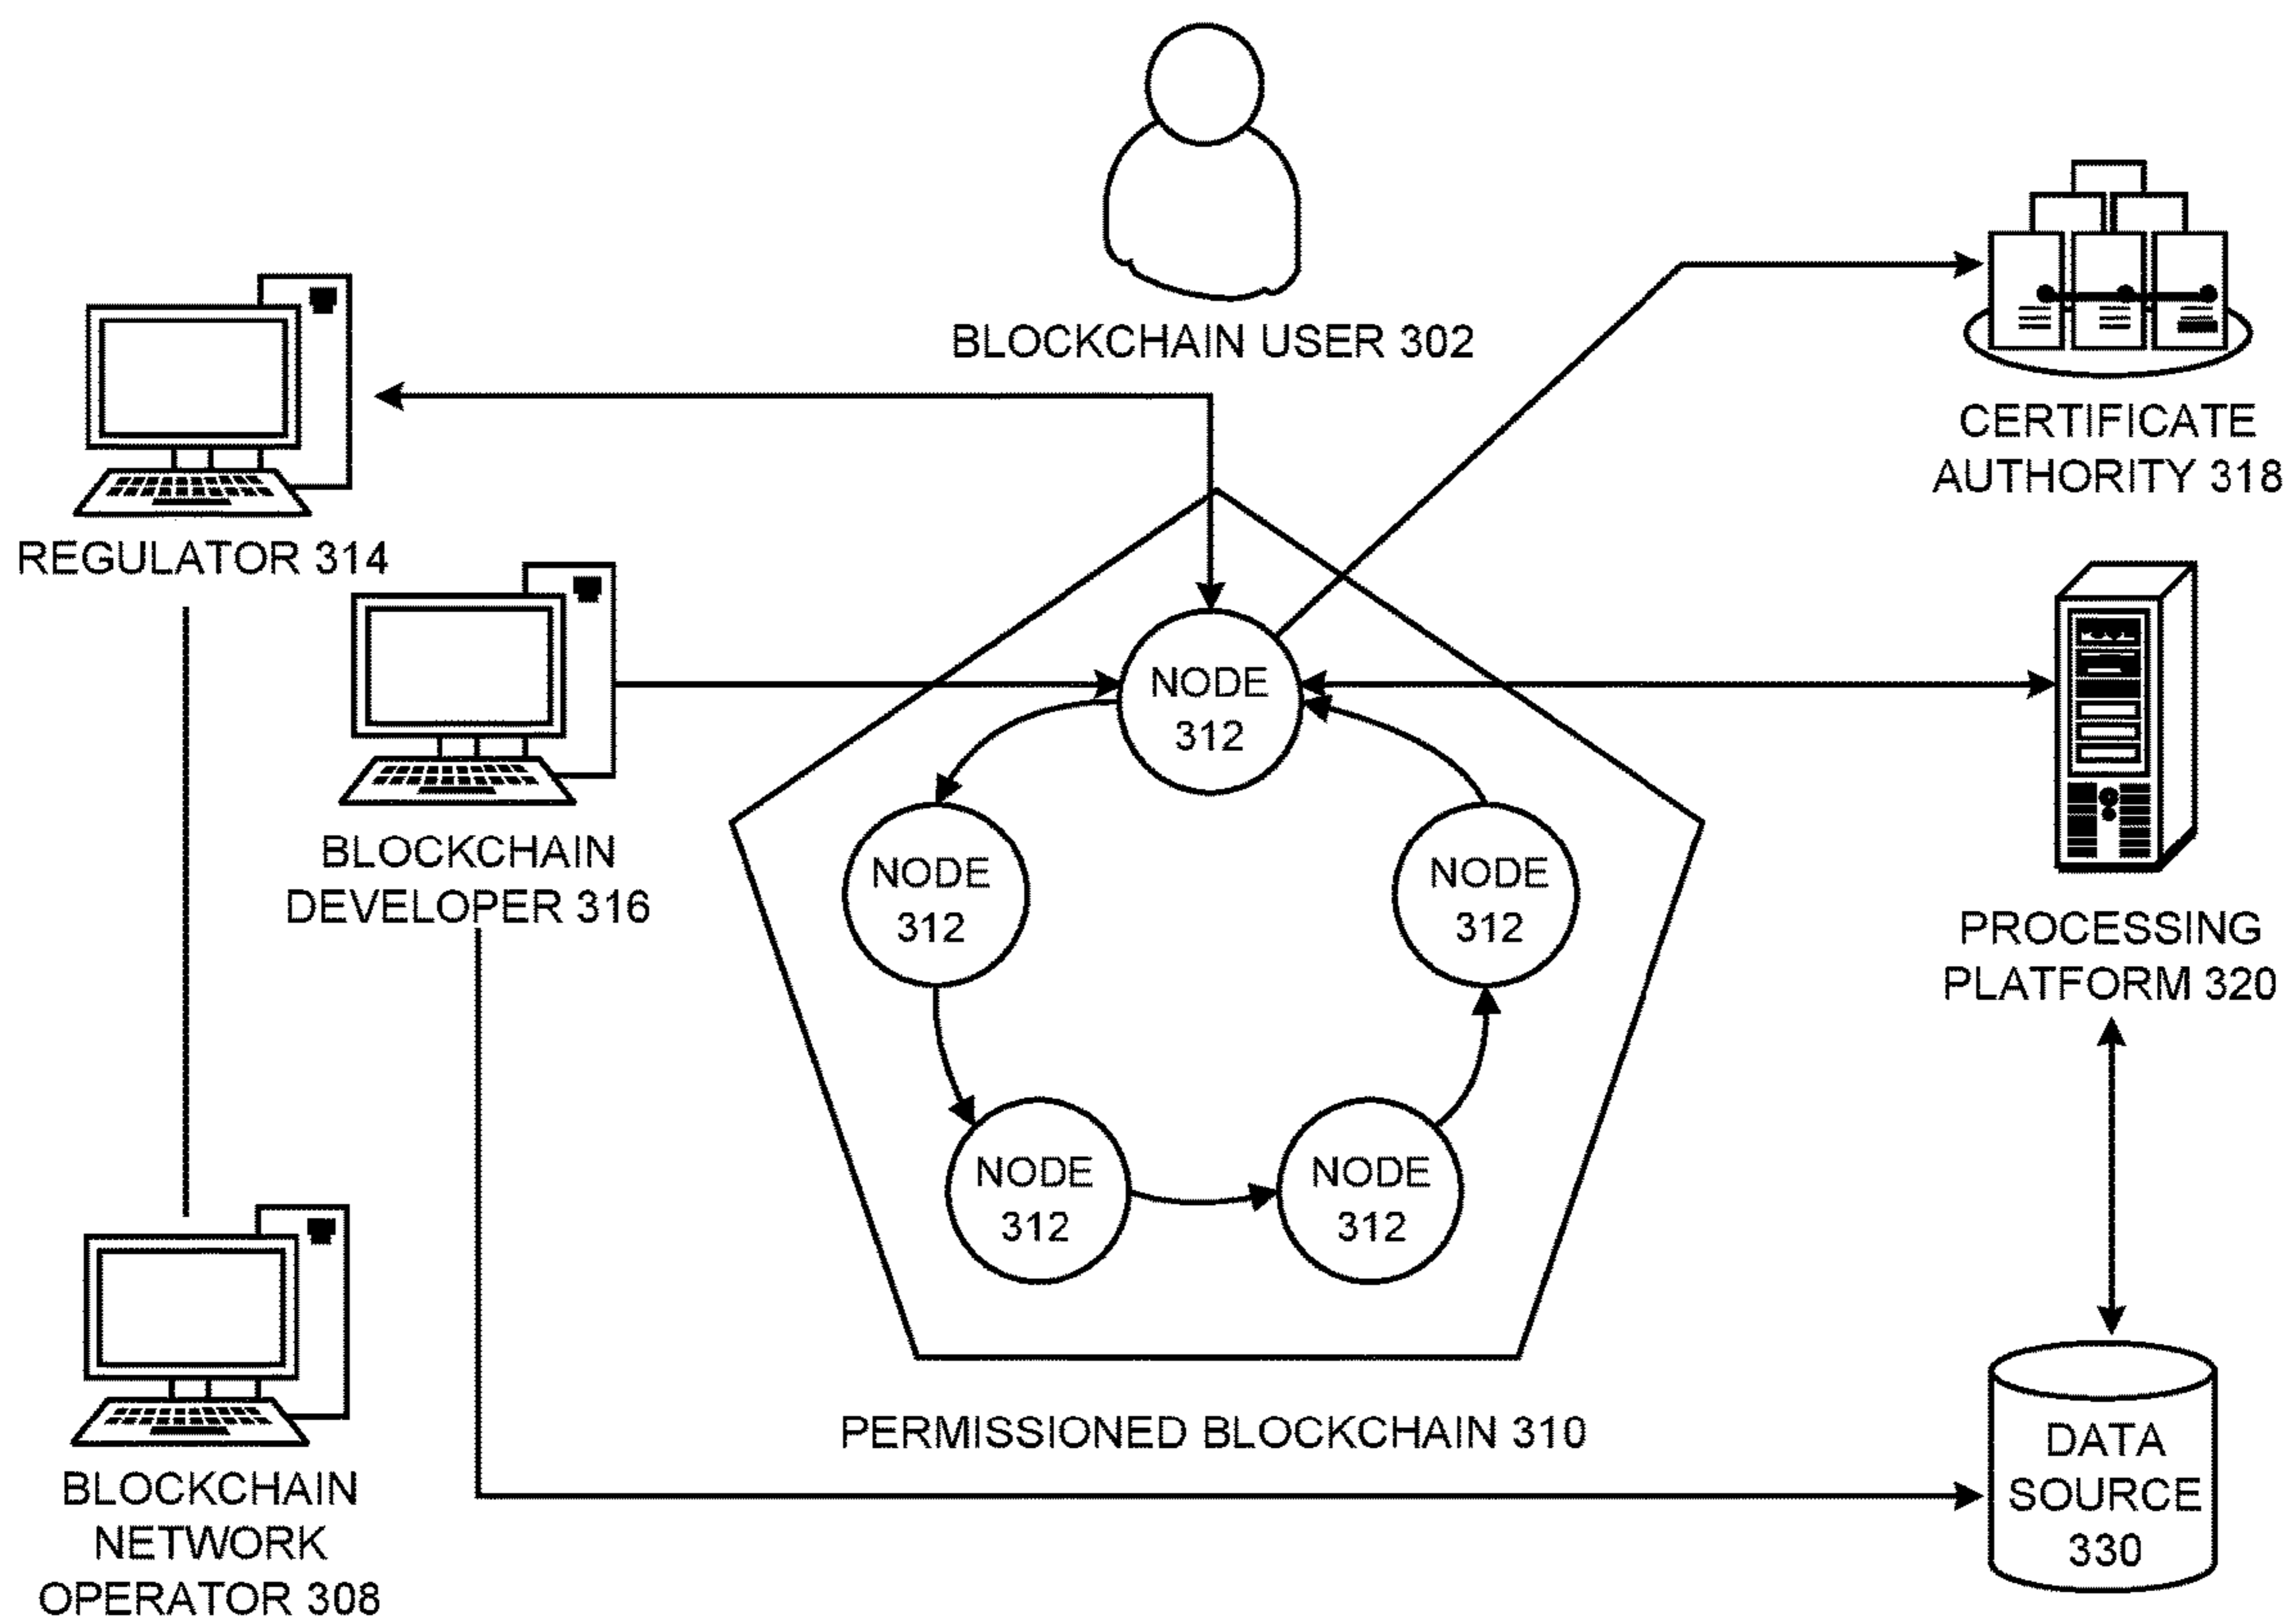 BLOCKCHAIN USER 302
CERTIFICATE
AUTHORITY 318
REGULATOR 314
NODE
312
BLOCKCHAIN
DEVELOPER 316
NODE
312
NODE
312
PROCESSING
PLATFORM 320
NODE
312
NODE
312
PERMISSIONED BLOCKCHAIN 310
BLOCKCHAIN
NETWORK
OPERATOR 308
DATA
SOURCE
330